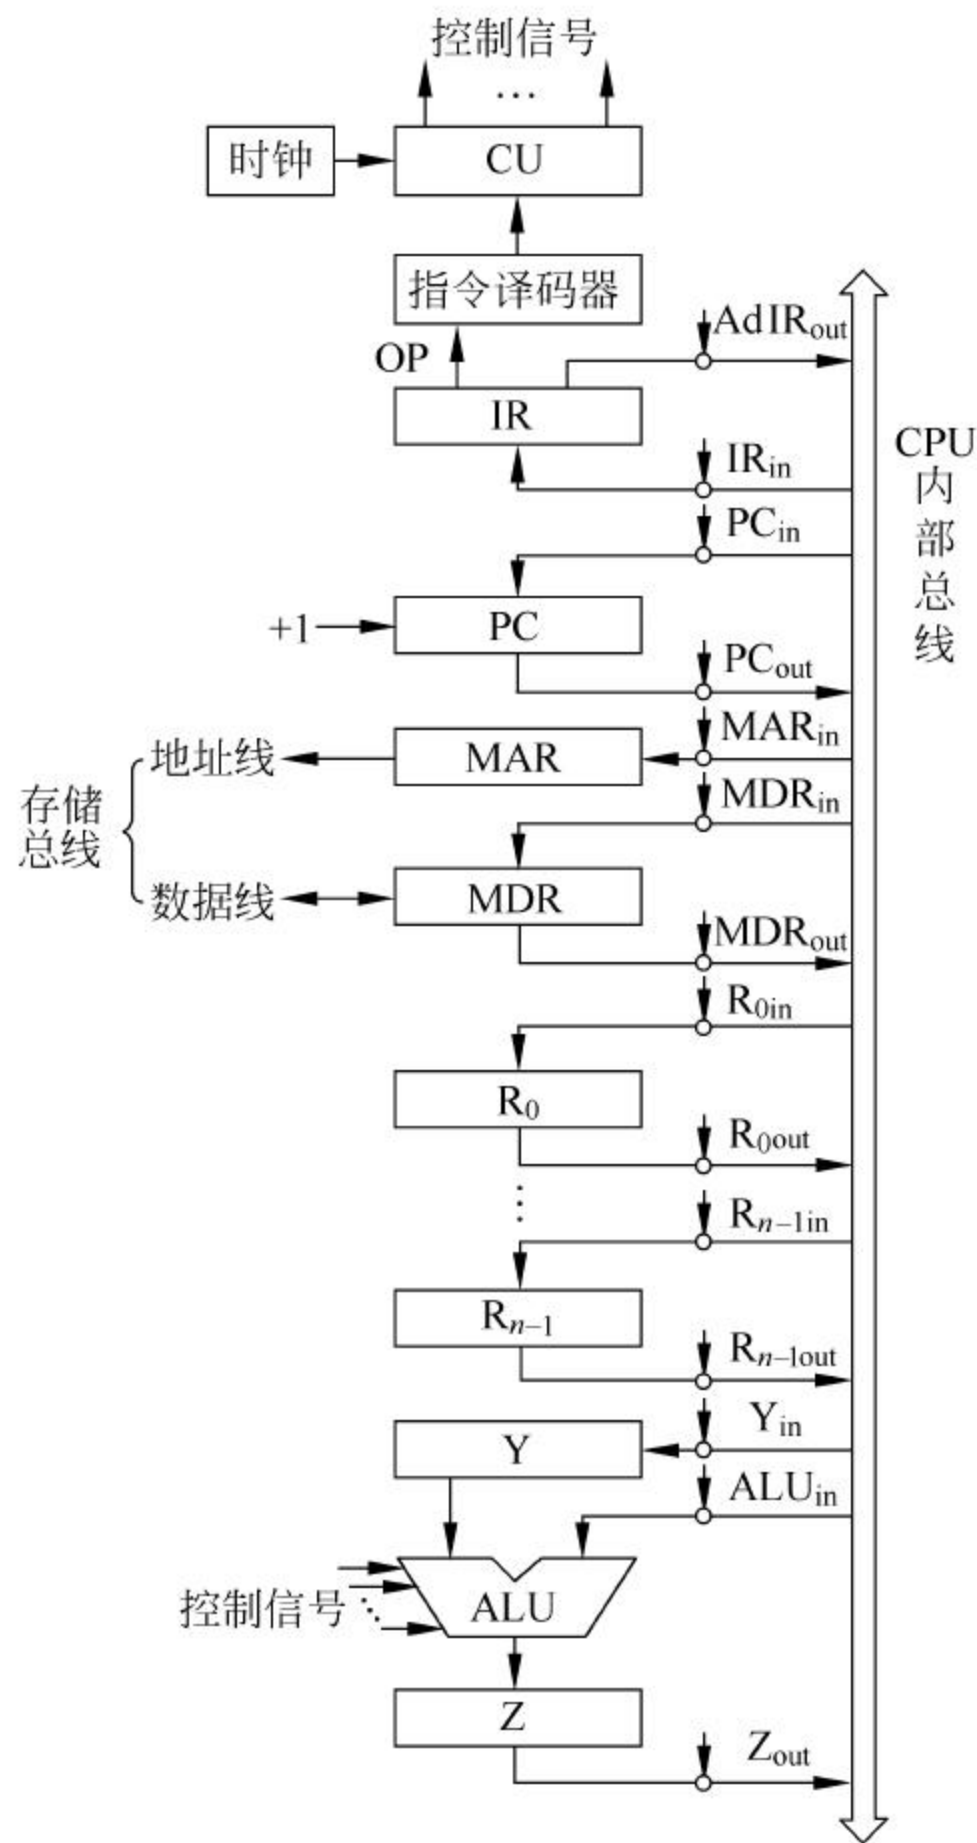 控制信号
…
时钟
CU
指令译码器
AdIRout
OP
IR
CPU
内
部
总
线
IRin
PCin
+1
PC
PCout
MARin
地址线
MAR
存储
总线
MDRin
数据线
MDR
MDRout
R0in
R0
R0out
⋮
Rn–1in
Rn–1
Rn–1out
Yin
Y
ALUin
控制信号
⋱
ALU
Z
Zout